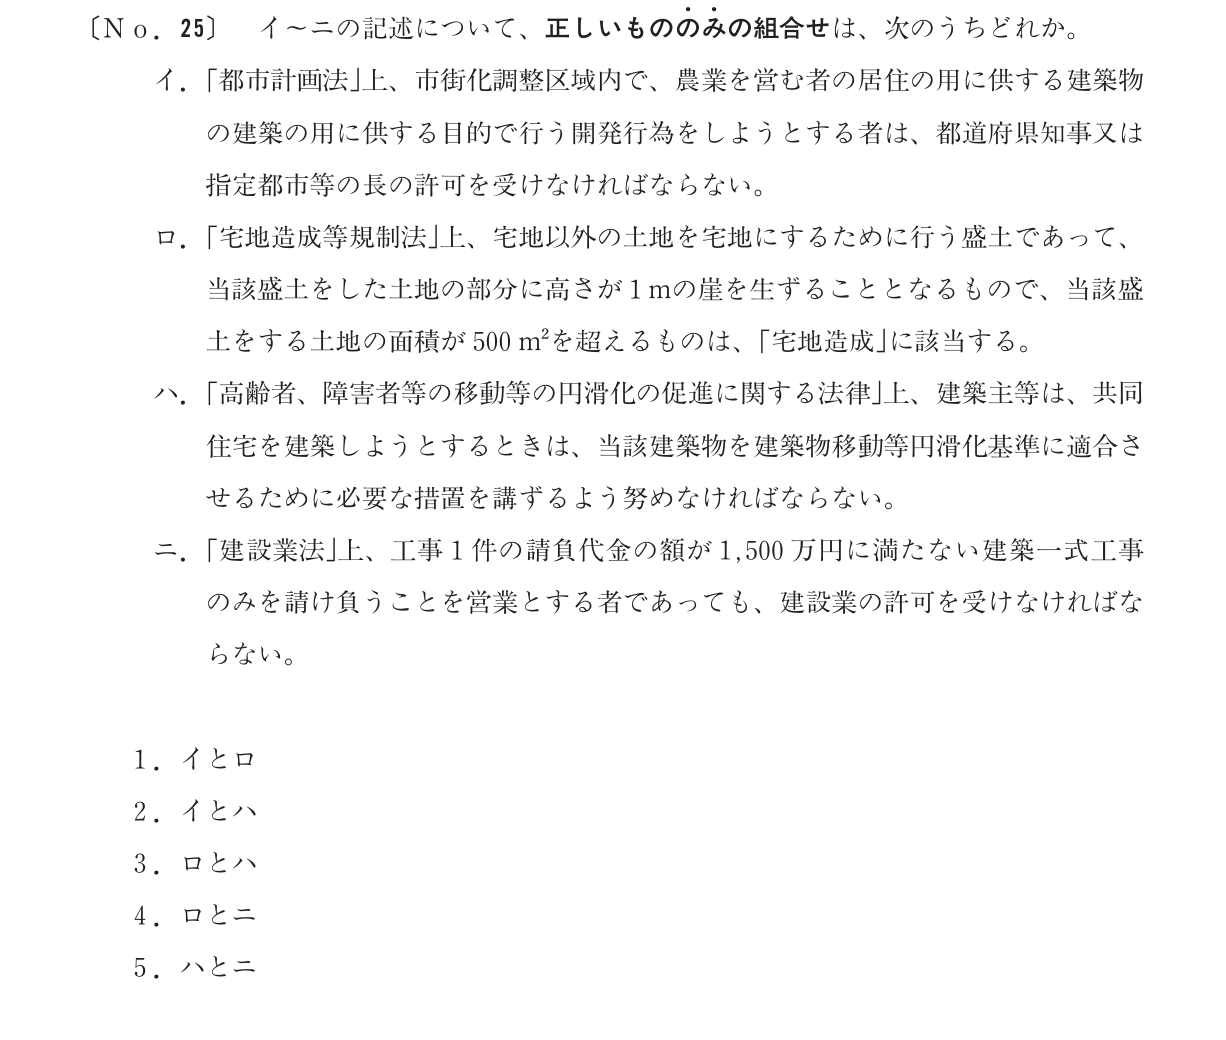 〔Ｎｏ．25〕　イ～ニの記述について、正しいもののみの組合せは、次のうちどれか。
イ．「都市計画法」上、市街化調整区域内で、農業を営む者の居住の用に供する建築物
の建築の用に供する目的で行う開発行為をしようとする者は、都道府県知事又は
指定都市等の長の許可を受けなければならない。
ロ．「宅地造成等規制法」上、宅地以外の土地を宅地にするために行う盛土であって、
当該盛土をした土地の部分に高さが１ｍの崖を生ずることとなるもので、当該盛
土をする土地の面積が 500 m²を超えるものは、「宅地造成」に該当する。
ハ．「高齢者、障害者等の移動等の円滑化の促進に関する法律」上、建築主等は、共同
住宅を建築しようとするときは、当該建築物を建築物移動等円滑化基準に適合さ
せるために必要な措置を講ずるよう努めなければならない。
ニ．「建設業法」上、工事１件の請負代金の額が 1,500 万円に満たない建築一式工事
のみを請け負うことを営業とする者であっても、建設業の許可を受けなければな
らない。
1．イとロ
2．イとハ
3．ロとハ
4．ロとニ
5．ハとニ